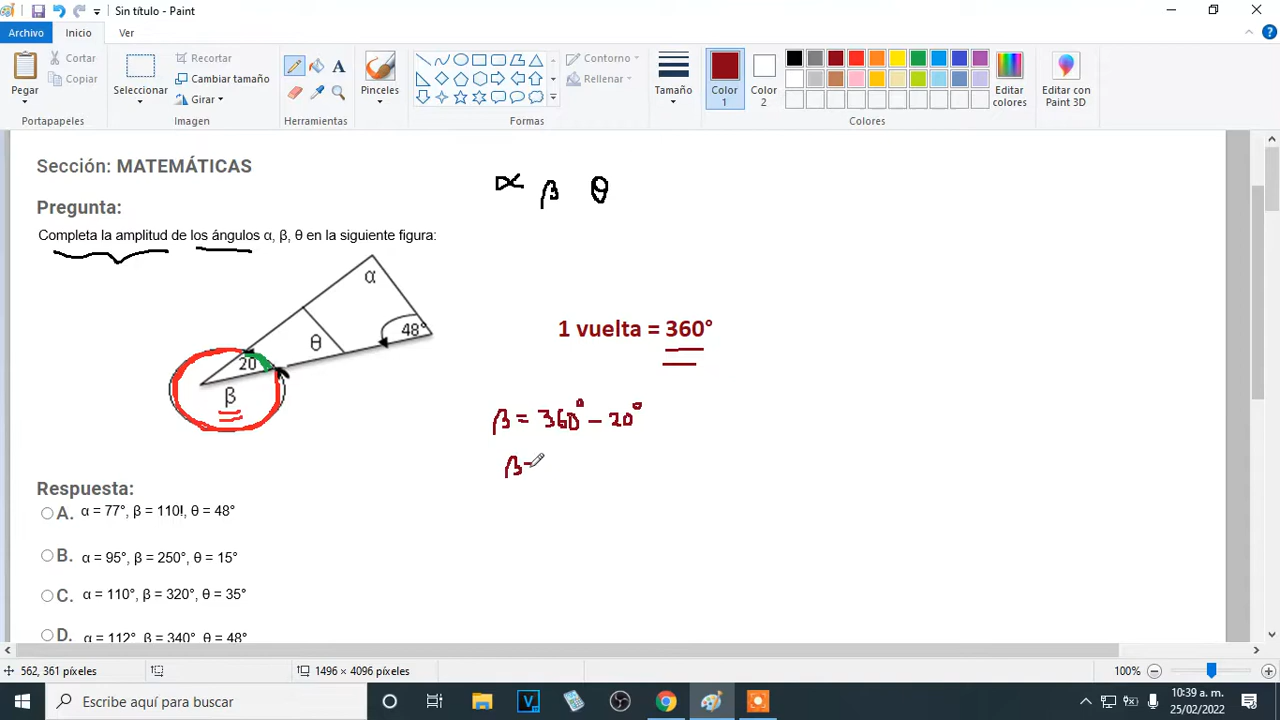 Sin título - Paint
Archivo Inicio Ver
Pegar
Cortar
Copiar
Portapapeles
Seleccionar
Recortar
Cambiar tamaño
Girar
Imagen
A
Herramientas
Pinceles
Contorno
Rellenar
Formas
Tamaño
Color 1
Color 2
Editar colores
Colores
Editar con Paint 3D
Sección: MATEMÁTICAS
Pregunta:
Completa la amplitud de los ángulos α, β, θ en la siguiente figura:
∝ β θ
α
48°
θ
20
β
1 vuelta = 360°
β = 360° - 20°
β -
Respuesta:
A. α = 77°, β = 110!, θ = 48°
B. α = 95°, β = 250°, θ = 15°
C. α = 110°, β = 320°, θ = 35°
D. α = 112°, β = 340°, θ = 48°
562, 361 píxeles
1496 × 4096 píxeles
100%
Escribe aquí para buscar
V
10:39 a. m.
25/02/2022